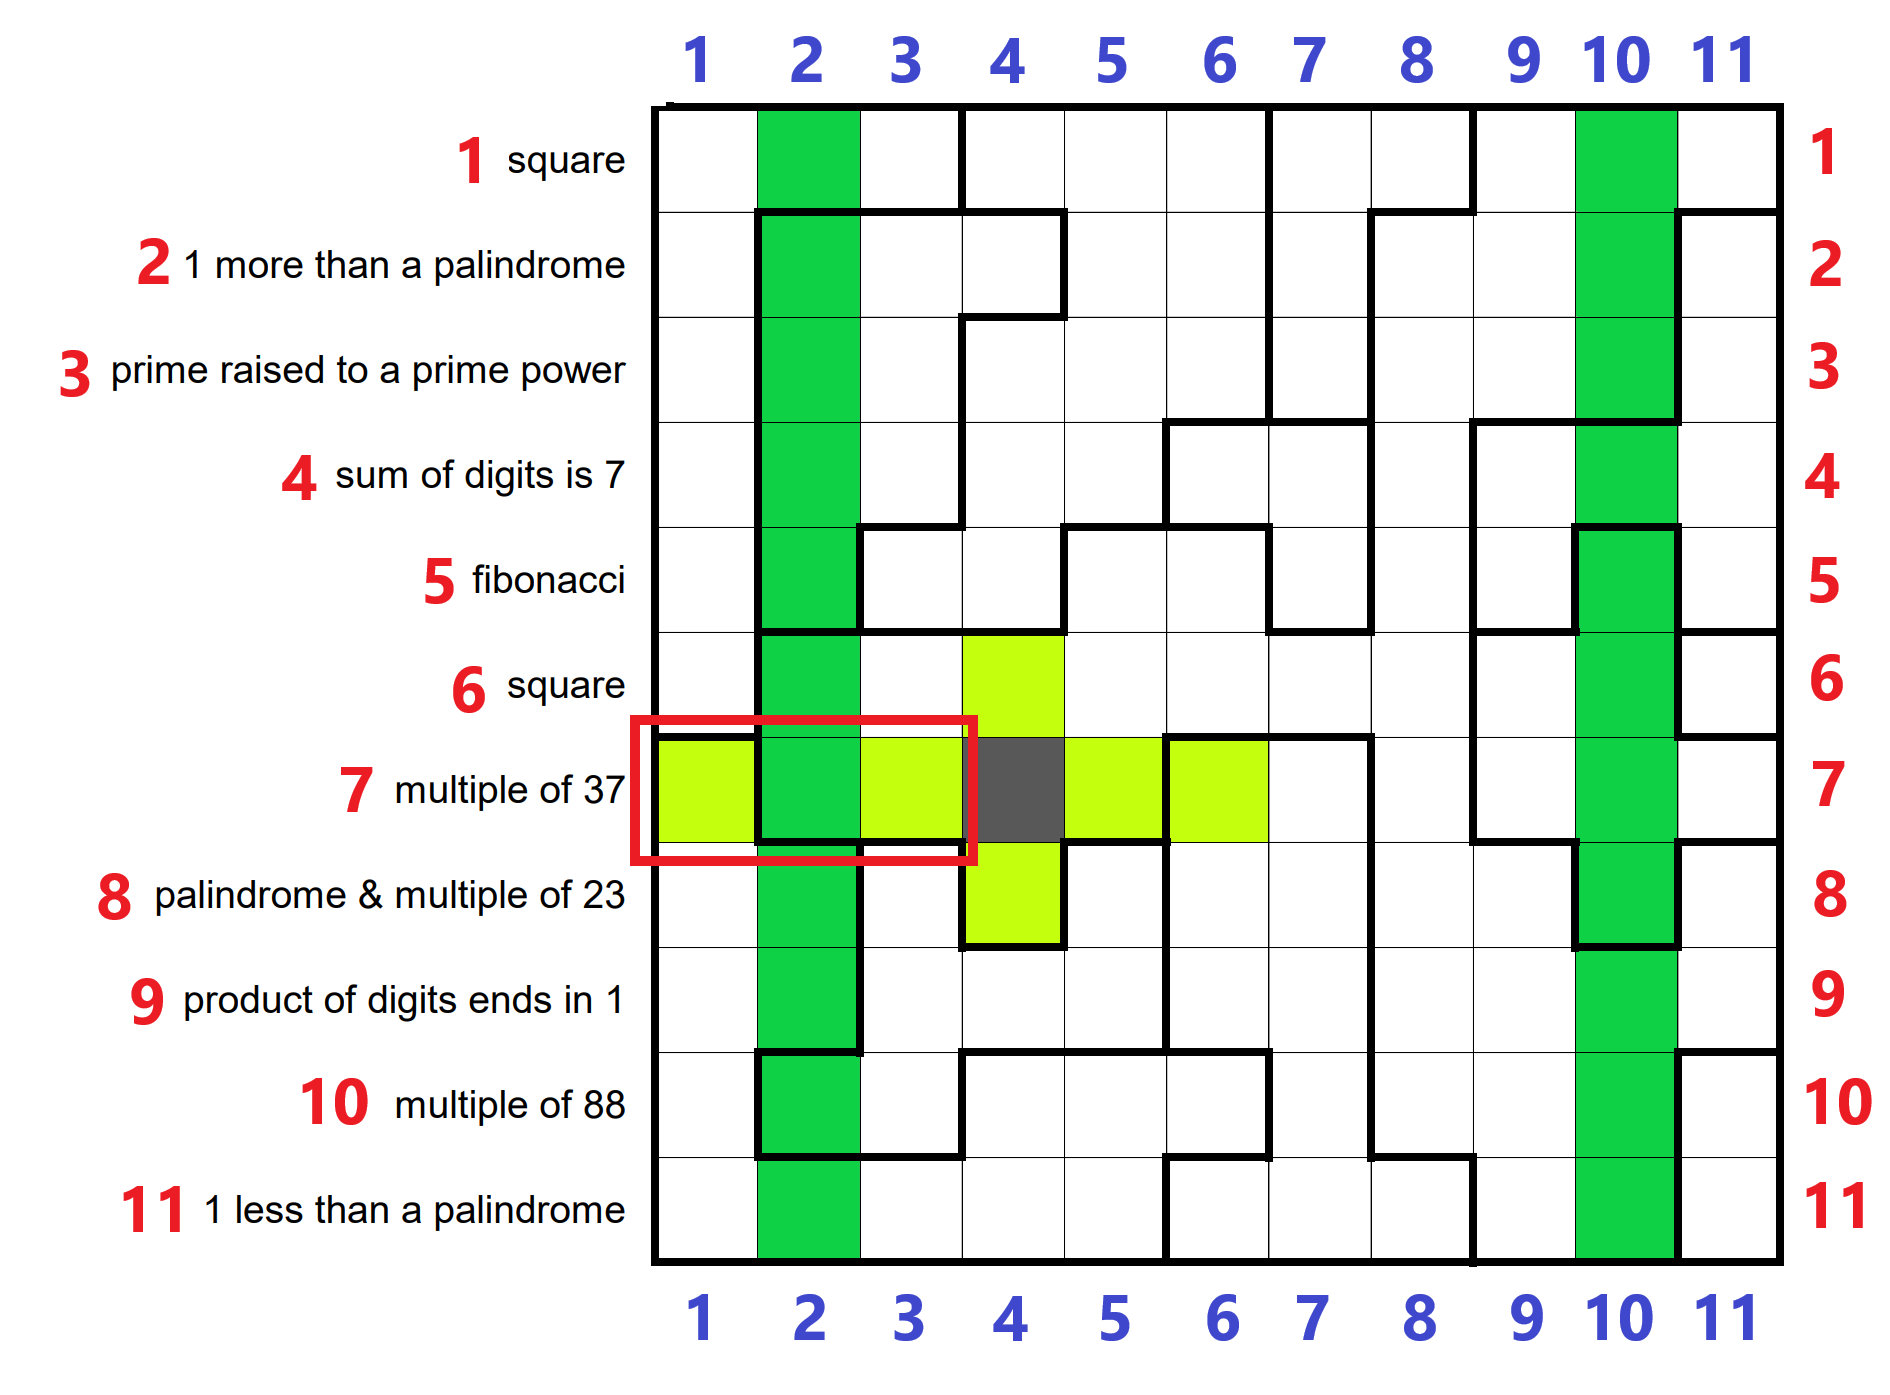 1 2 3 4 5 6 7 8 9 10 11
1 square 1
2 1 more than a palindrome 2
3 prime raised to a prime power 3
4 sum of digits is 7 4
5 fibonacci 5
6 square 6
7 multiple of 37 7
8 palindrome & multiple of 23 8
9 product of digits ends in 1 9
10 multiple of 88 10
11 1 less than a palindrome 11
1 2 3 4 5 6 7 8 9 10 11